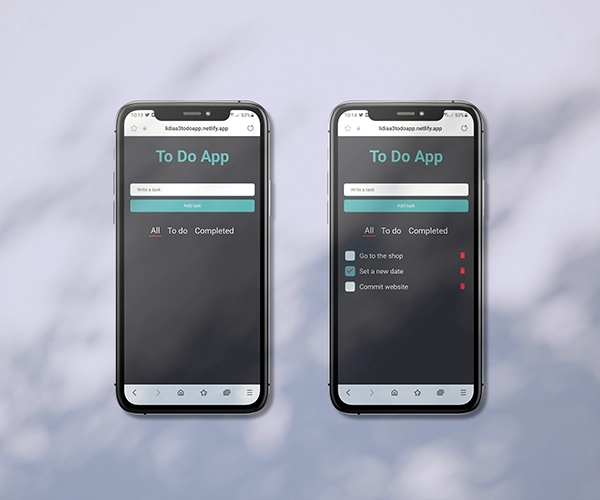 10:13 53%
lidiaa3todoapp.netlify.app
To Do App
Write a task
Add task
All To do Completed
10:14 53%
lidiaa3todoapp.netlify.app
To Do App
Write a task
Add task
All To do Completed
Go to the shop
Set a new date
Commit website